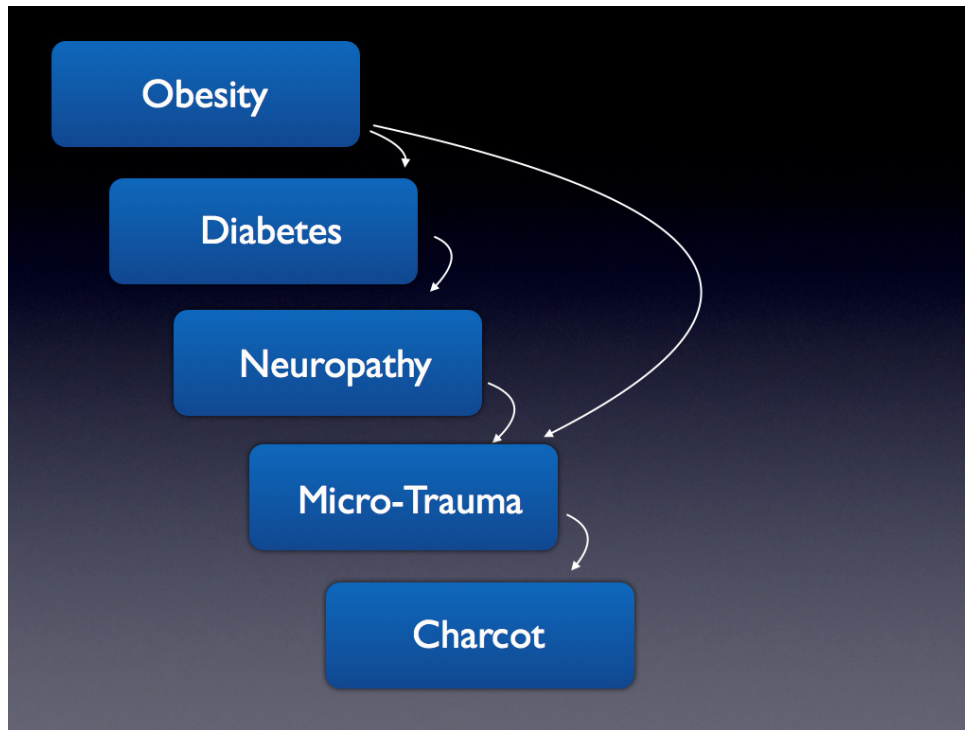 Obesity
Diabetes
Neuropathy
Micro-Trauma
Charcot